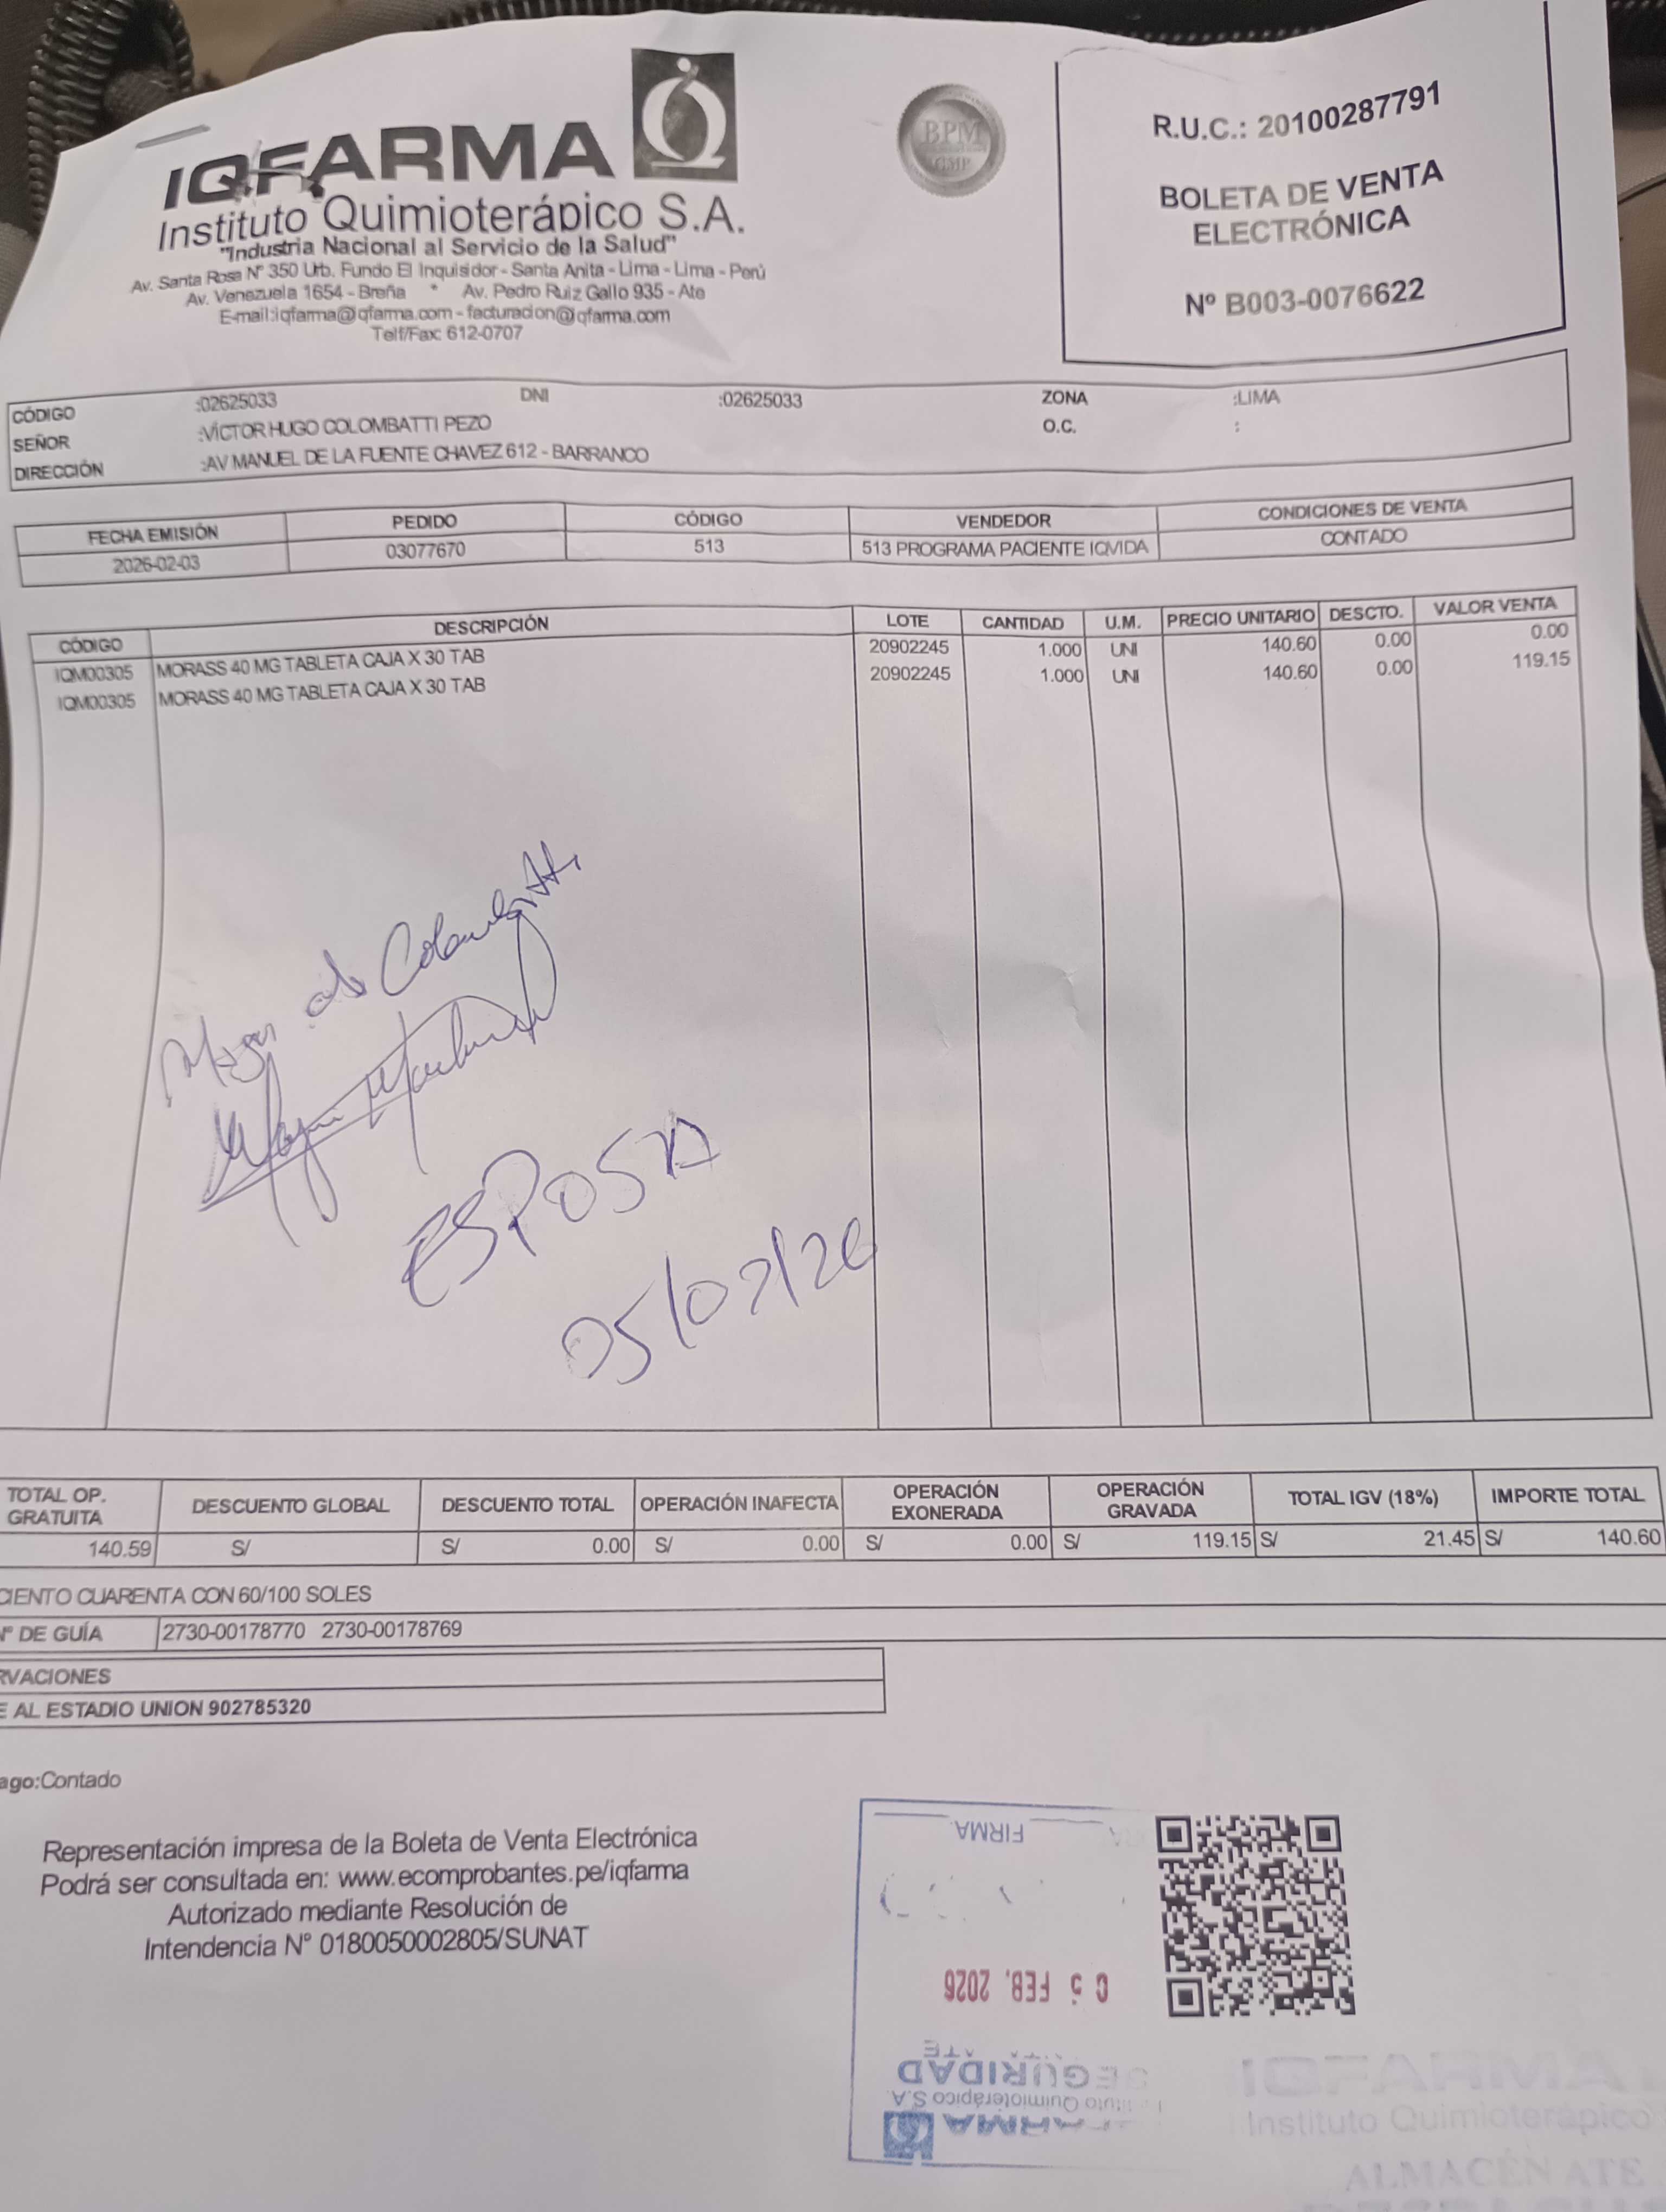 IQFARMA
Instituto Quimioterápico S.A.
"Industria Nacional al Servicio de la Salud"
Av. Santa Rosa N° 350 Urb. Fundo El Inquisidor - Santa Anita - Lima - Lima - Perú
Av. Venezuela 1654 - Breña * Av. Pedro Ruiz Gallo 935 - Ate
E-mail:iqfarma@iqfarma.com - facturacion@iqfarma.com
Telf/Fax: 612-0707
BPM
GMP
R.U.C.: 20100287791
BOLETA DE VENTA
ELECTRÓNICA
Nº B003-0076622
CÓDIGO :02625033 DNI :02625033 ZONA :LIMA
SEÑOR :VÍCTOR HUGO COLOMBATTI PEZO O.C. :
DIRECCIÓN :AV MANUEL DE LA FUENTE CHAVEZ 612 - BARRANCO
FECHA EMISIÓN PEDIDO CÓDIGO VENDEDOR CONDICIONES DE VENTA
2026-02-03 03077670 513 513 PROGRAMA PACIENTE IQVIDA CONTADO
CÓDIGO DESCRIPCIÓN LOTE CANTIDAD U.M. PRECIO UNITARIO DESCTO. VALOR VENTA
IQM00305 MORASS 40 MG TABLETA CAJA X 30 TAB 20902245 1.000 UNI 140.60 0.00 0.00
IQM00305 MORASS 40 MG TABLETA CAJA X 30 TAB 20902245 1.000 UNI 140.60 0.00 119.15
de Colombatti
ESPOSA
05/02/26
TOTAL OP. GRATUITA DESCUENTO GLOBAL DESCUENTO TOTAL OPERACIÓN INAFECTA OPERACIÓN EXONERADA OPERACIÓN GRAVADA TOTAL IGV (18%) IMPORTE TOTAL
140.59 S/ S/ 0.00 S/ 0.00 S/ 0.00 S/ 119.15 S/ 21.45 S/ 140.60
CIENTO CUARENTA CON 60/100 SOLES
Nº DE GUÍA 2730-00178770 2730-00178769
RVACIONES
E AL ESTADIO UNION 902785320
ago:Contado
Representación impresa de la Boleta de Venta Electrónica
Podrá ser consultada en: www.ecomprobantes.pe/iqfarma
Autorizado mediante Resolución de
Intendencia N° 0180050002805/SUNAT
FIRMA
05 FEB. 2026
ATE
SEGURIDAD
Instituto Quimioterápico S.A.
IQFARMA
IQFARMA
Instituto Quimioterápico
ALMACÉN ATE